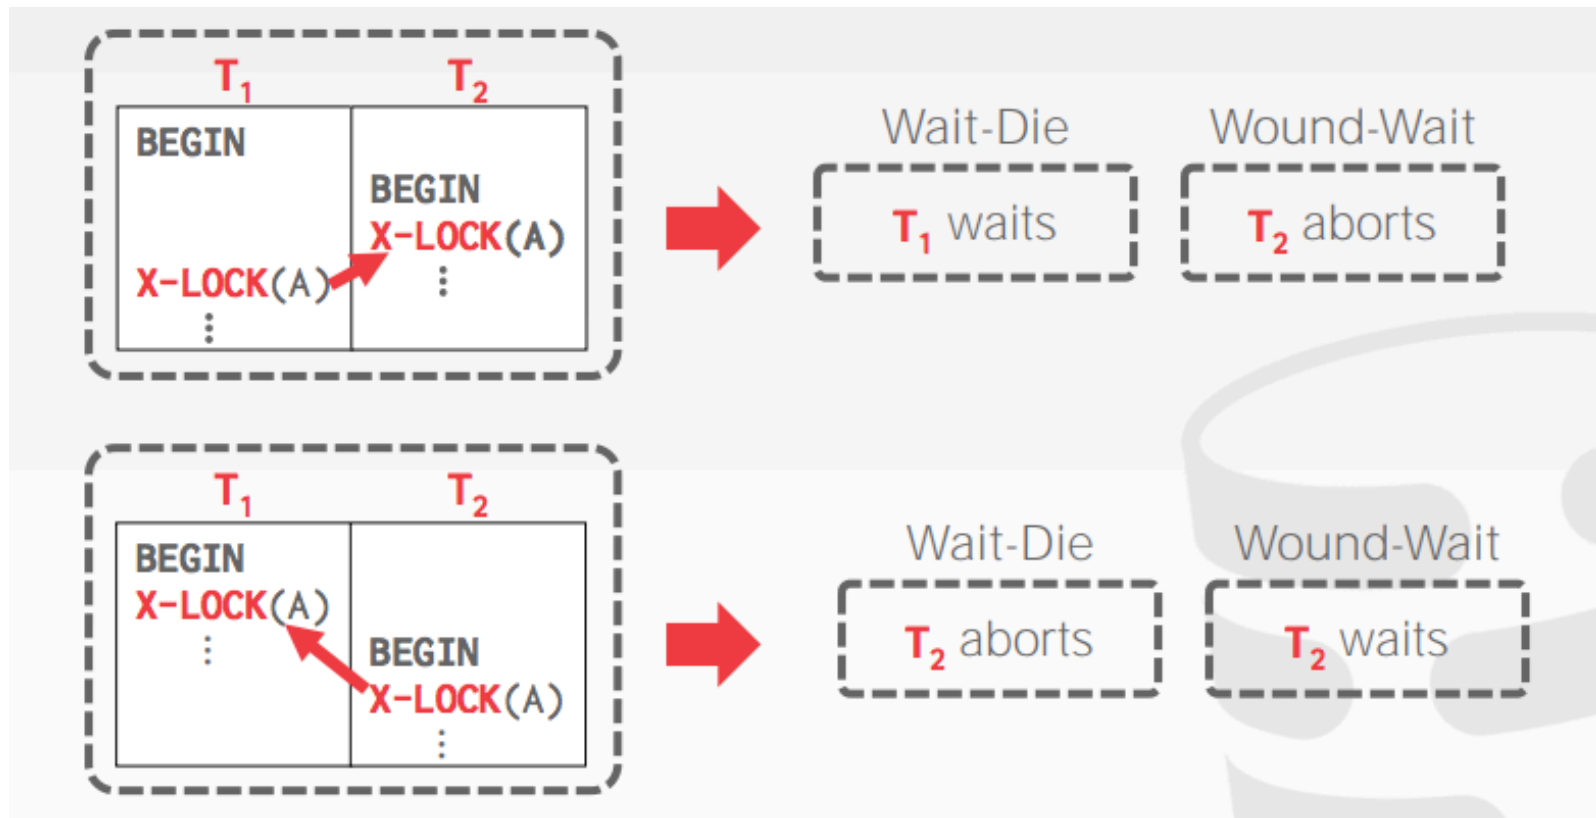 T₁ T₂
BEGIN
BEGIN
X-LOCK(A)
X-LOCK(A)
⋮
⋮
Wait-Die Wound-Wait
T₁ waits T₂ aborts
T₁ T₂
BEGIN
X-LOCK(A)
⋮
BEGIN
X-LOCK(A)
⋮
Wait-Die Wound-Wait
T₂ aborts T₂ waits